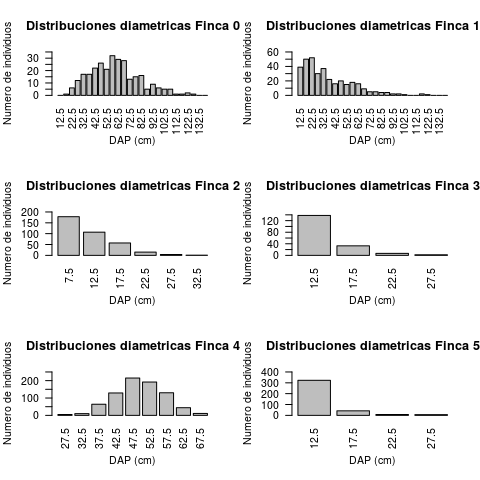 Distribuciones diametricas Finca 0
Numero de individuos
30
20
10
0
12.5 22.5 32.5 42.5 52.5 62.5 72.5 82.5 92.5 102.5 112.5 122.5 132.5
DAP (cm)
Distribuciones diametricas Finca 1
Numero de individuos
60
40
20
0
12.5 22.5 32.5 42.5 52.5 62.5 72.5 82.5 92.5 102.5 112.5 122.5 132.5
DAP (cm)
Distribuciones diametricas Finca 2
Numero de individuos
200
150
100
50
0
7.5 12.5 17.5 22.5 27.5 32.5
DAP (cm)
Distribuciones diametricas Finca 3
Numero de individuos
120
80
40
0
12.5 17.5 22.5 27.5
DAP (cm)
Distribuciones diametricas Finca 4
Numero de individuos
200
100
0
27.5 32.5 37.5 42.5 47.5 52.5 57.5 62.5 67.5
DAP (cm)
Distribuciones diametricas Finca 5
Numero de individuos
400
300
200
100
0
12.5 17.5 22.5 27.5
DAP (cm)